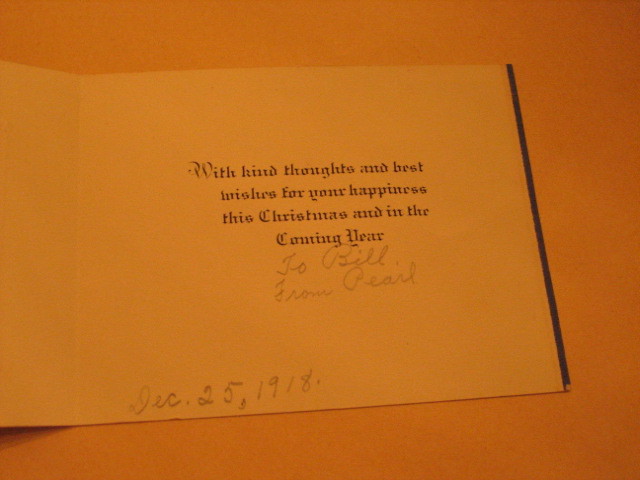 With kind thoughts and best
wishes for your happiness
this Christmas and in the
Coming Year
To Bill.
From Pearl
Dec. 25, 1918.